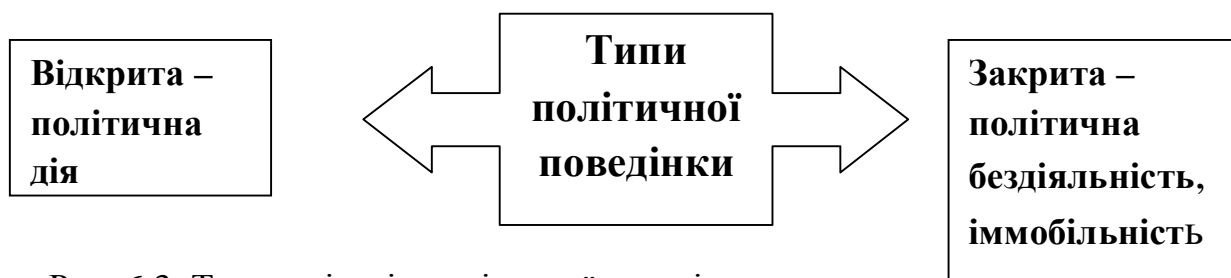 Відкрита –
політична
дія
Типи
політичної
поведінки
Закрита –
політична
бездіяльність,
іммобільність